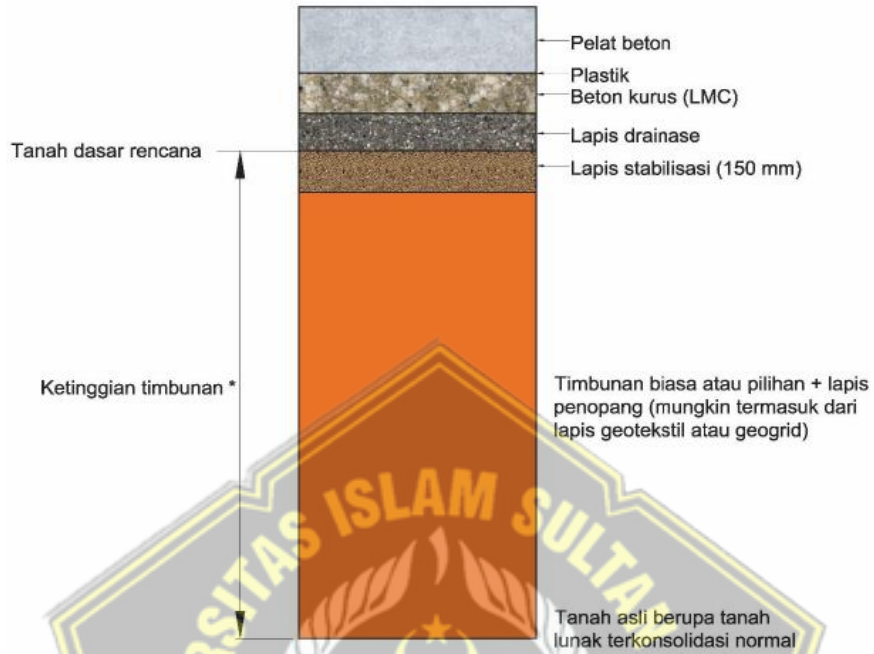 Pelat beton
Plastik
Beton kurus (LMC)
Lapis drainase
Tanah dasar rencana
Lapis stabilisasi (150 mm)
Ketinggian timbunan *
Timbunan biasa atau pilihan + lapis
penopang (mungkin termasuk dari
lapis geotekstil atau geogrid)
SITAS ISLAM SULTAN
Tanah asli berupa tanah
lunak terkonsolidasi normal